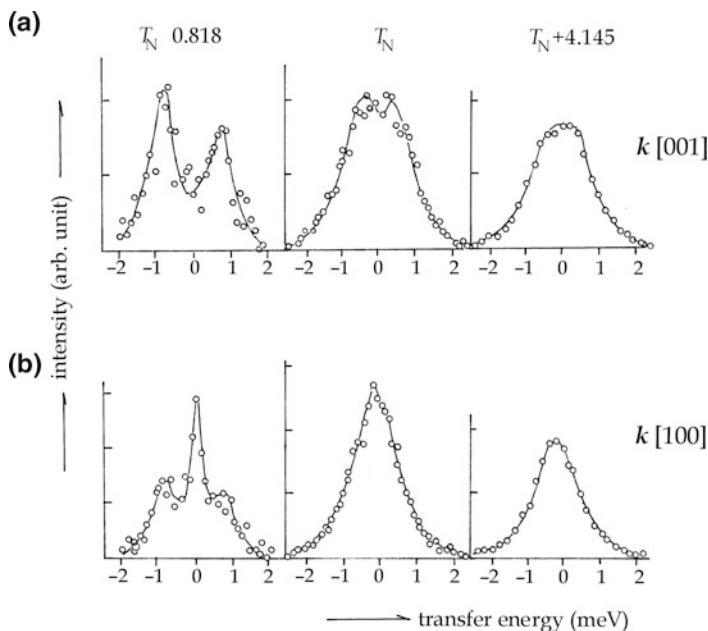 (a)
T_N 0.818 T_N T_N+4.145
k [001]
−2 −1 0 1 2 −2 −1 0 1 2 −2 −1 0 1 2
intensity (arb. unit)
(b)
k [100]
−2 −1 0 1 2 −2 −1 0 1 2 −2 −1 0 1 2
transfer energy (meV)